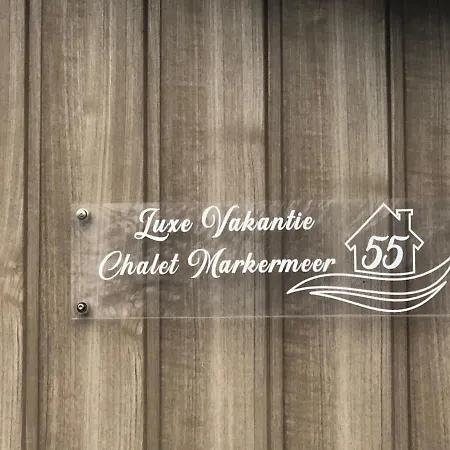 Luxe Vakantie
Chalet Markermeer
55